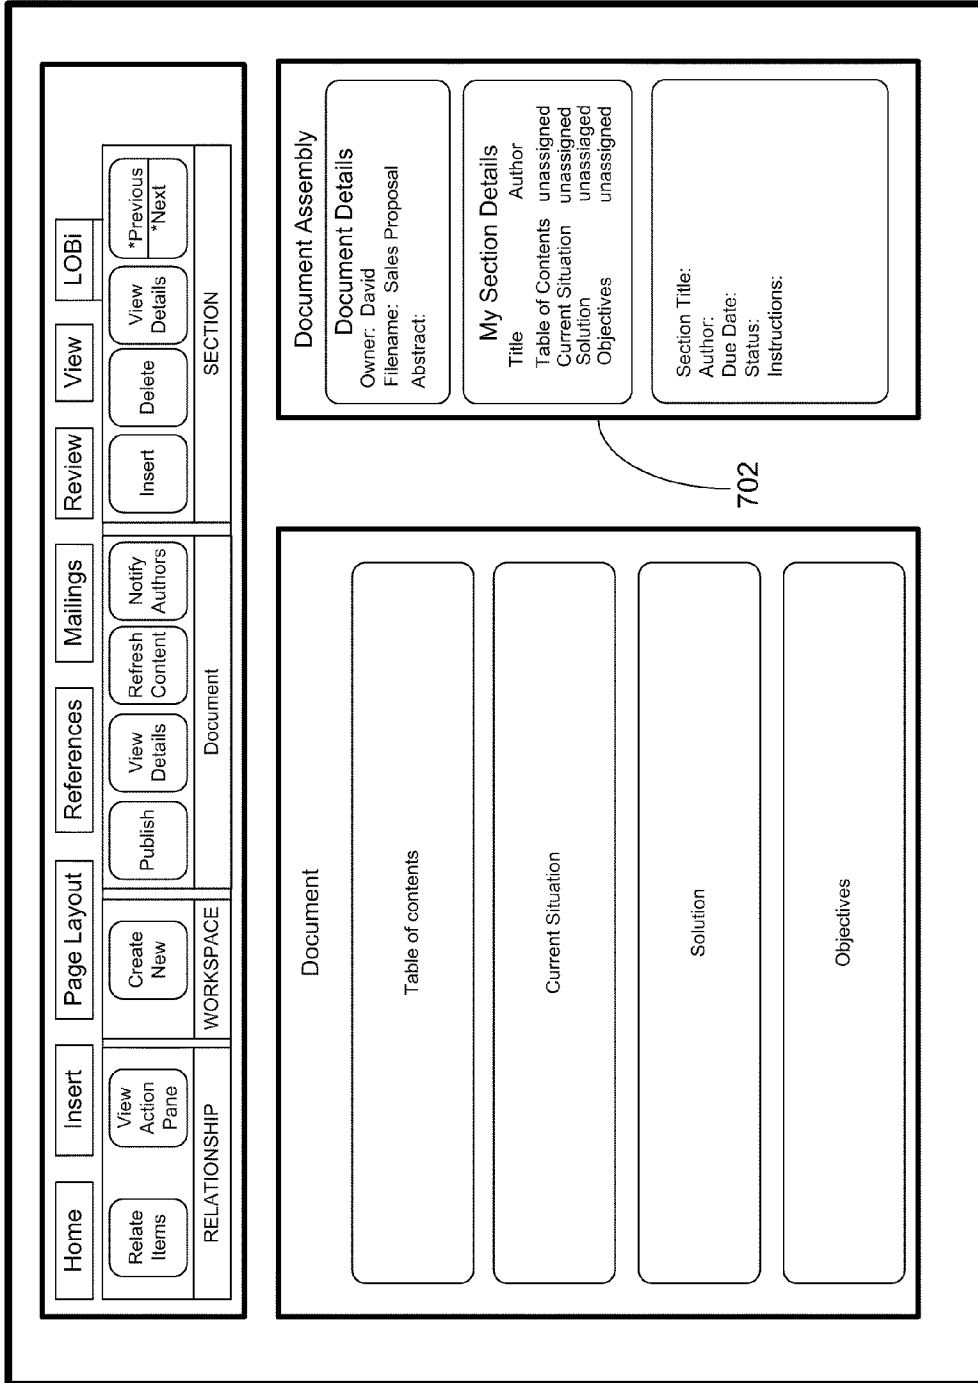 Home
Insert
Page Layout
References
Mailings
Review
View
LOBi
Relate
Items
View
Action
Pane
RELATIONSHIP
Create
New
WORKSPACE
Publish
View
Details
Refresh
Content
Notify
Authors
Document
Insert
Delete
View
Details
*Previous
*Next
SECTION
Document
Table of contents
Current Situation
Solution
Objectives
702
Document Assembly
Document Details
Owner: David
Filename: Sales Proposal
Abstract:
My Section Details
Title Author
Table of Contents unassigned
Current Situation unassigned
Solution unassiaged
Objectives unassigned
Section Title:
Author:
Due Date:
Status:
Instructions: